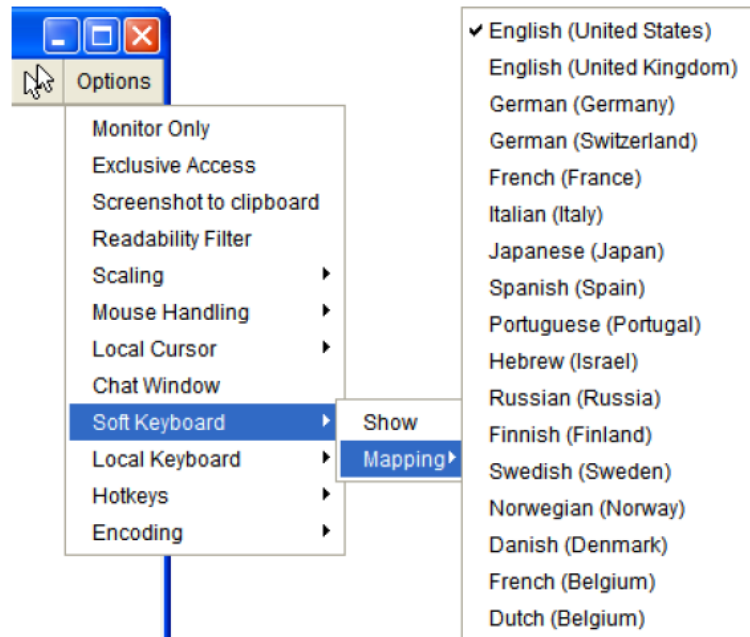 Options
Monitor Only
Exclusive Access
Screenshot to clipboard
Readability Filter
Scaling
Mouse Handling
Local Cursor
Chat Window
Soft Keyboard
Local Keyboard
Hotkeys
Encoding
Show
Mapping
English (United States)
English (United Kingdom)
German (Germany)
German (Switzerland)
French (France)
Italian (Italy)
Japanese (Japan)
Spanish (Spain)
Portuguese (Portugal)
Hebrew (Israel)
Russian (Russia)
Finnish (Finland)
Swedish (Sweden)
Norwegian (Norway)
Danish (Denmark)
French (Belgium)
Dutch (Belgium)